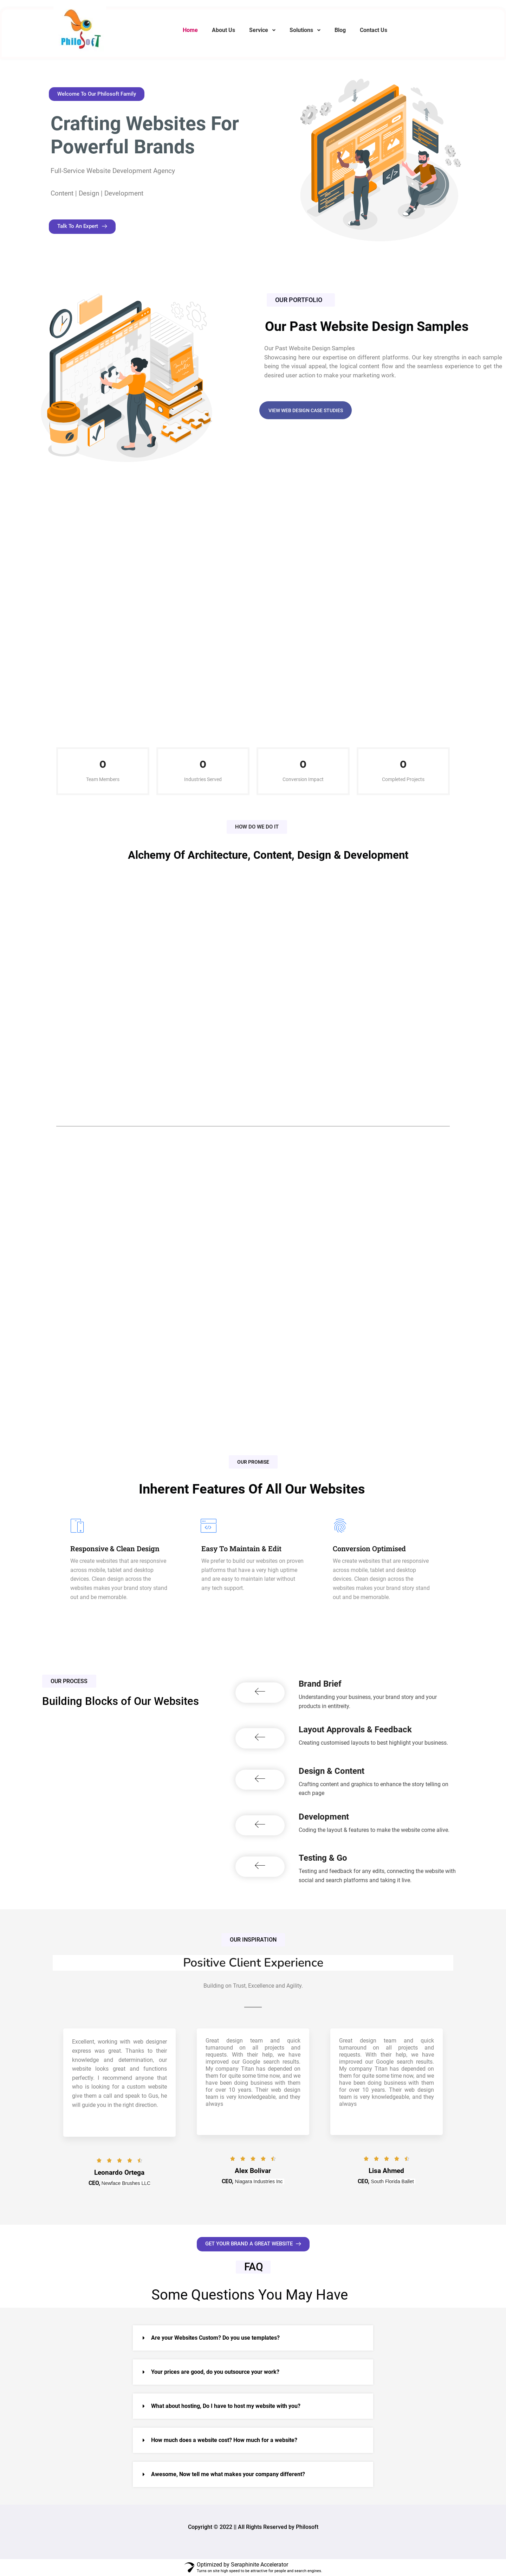 PhiloSofT
Home
About Us
Service
Solutions
Blog
Contact Us
Welcome To Our Philosoft Family
Crafting Websites For
Powerful Brands
Full-Service Website Development Agency
Content | Design | Development
Talk To An Expert
OUR PORTFOLIO
Our Past Website Design Samples
Our Past Website Design Samples
Showcasing here our expertise on different platforms. Our key strengths in each sample
being the visual appeal, the logical content flow and the seamless experience to get the
desired user action to make your marketing work.
VIEW WEB DESIGN CASE STUDIES
0
Team Members
0
Industries Served
0
Conversion Impact
0
Completed Projects
HOW DO WE DO IT
Alchemy Of Architecture, Content, Design & Development
OUR PROMISE
Inherent Features Of All Our Websites
Responsive & Clean Design
We create websites that are responsive
across mobile, tablet and desktop
devices. Clean design across the
websites makes your brand story stand
out and be memorable.
Easy To Maintain & Edit
We prefer to build our websites on proven
platforms that have a very high tuition
and are easy to maintain later without
any tech support
Conversion Optimised
We create websites that are responsive
across mobile, tablet and desktop
devices. Clean design across the
websites makes your brand story stand
out and be memorable.
OUR PROCESS
Building Blocks of Our Websites
Brand Brief
Understanding your business, your brand story and your
products in entitreity.
Layout Approvals & Feedback
Creating customised layouts to best highlight your business.
Design & Content
Crafting content and graphics to enhance the story telling on
each page
Development
Coding the layout & features to make the website come alive.
Testing & Go
Testing and feedback for any edits, connecting the website with
social and search platforms and taking it live.
OUR INSPIRATION
Positive Client Experience
Building on Trust, Excellence and Agility.
Excellent, working with web designer
express was great. Thanks to their
knowledge and determination, our
website looks great and functions
perfectly. I recommend anyone that
who is looking for a custom website
give them a call and speak to Gus, he
will guide you in the right direction.
Leonardo Ortega
CEO, Newface Brushes LLC
Great design team and quick
turnaround on all projects and
requests. With their help, we have
improved our Google search results.
My company Titan has depended on
them for quite some time now, and we
have been doing business with them
for over 10 years. Their web design
team is very knowledgeable, and they
always
Alex Bolivar
CEO, Niagara Industries Inc
Great design team and quick
turnaround on all projects and
requests. With their help, we have
improved our Google search results.
My company Titan has depended on
them for quite some time now, and we
have been doing business with them
for over 10 years. Their web design
team is very knowledgeable, and they
always
Lisa Ahmed
CEO, South Florida Ballet
GET YOUR BRAND A GREAT WEBSITE
FAQ
Some Questions You May Have
Are your Websites Custom? Do you use templates?
Your prices are good, do you outsource your work?
What about hosting, Do I have to host my website with you?
How much does a website cost? How much for a website?
Awesome, Now tell me what makes your company different?
Copyright © 2022 || All Rights Reserved by Philosoft
Optimized by Seraphinite Accelerator
Turns on site high speed to be attractive for people and search engines.